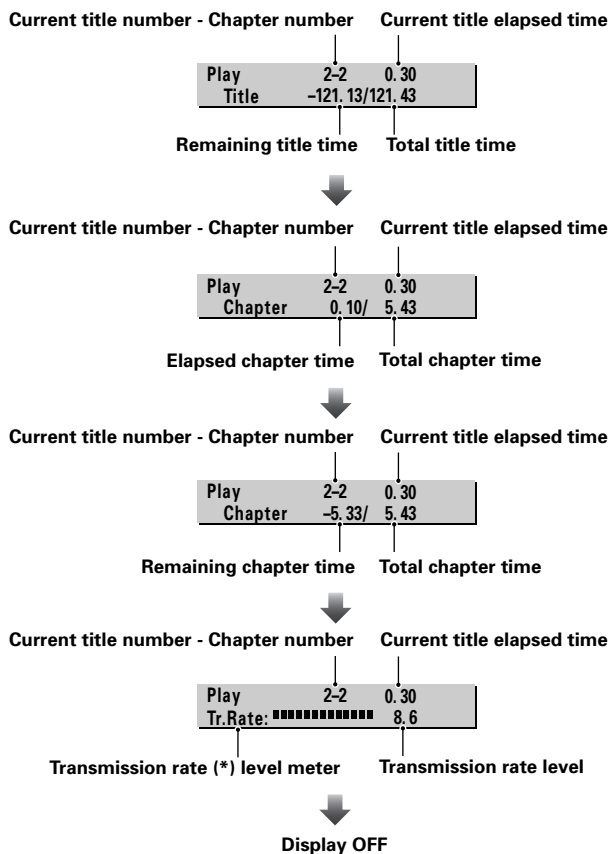 Current title number - Chapter number Current title elapsed time
Play 2–2 0. 30
Title –121. 13/121. 43
Remaining title time Total title time
Current title number - Chapter number Current title elapsed time
Play 2–2 0. 30
Chapter 0. 10/ 5. 43
Elapsed chapter time Total chapter time
Current title number - Chapter number Current title elapsed time
Play 2–2 0. 30
Chapter –5. 33/ 5. 43
Remaining chapter time Total chapter time
Current title number - Chapter number Current title elapsed time
Play 2–2 0. 30
Tr.Rate: 8. 6
Transmission rate (*) level meter Transmission rate level
Display OFF